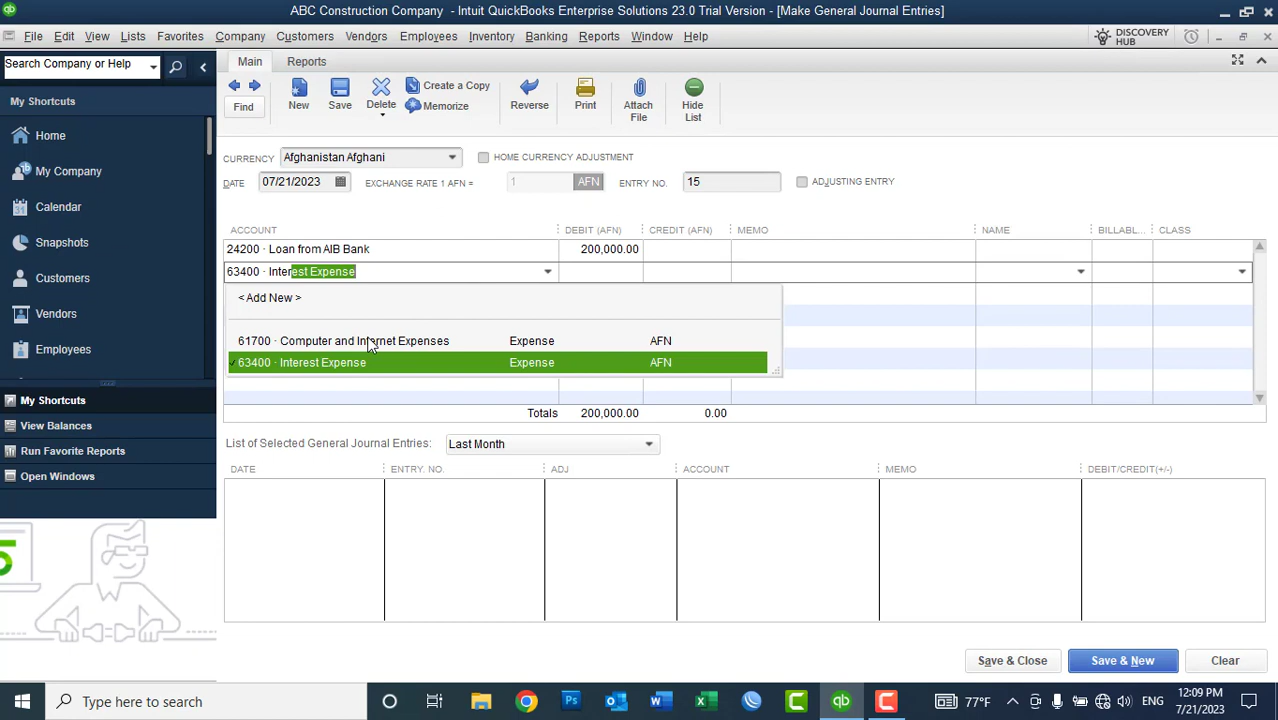 ABC Construction Company - Intuit QuickBooks Enterprise Solutions 23.0 Trial Version - [Make General Journal Entries]
File Edit View Lists Favorites Company Customers Vendors Employees Inventory Banking Reports Window Help
DISCOVERY HUB
Search Company or Help
My Shortcuts
Home
My Company
Calendar
Snapshots
Customers
Vendors
Employees
My Shortcuts
View Balances
Run Favorite Reports
Open Windows
Main Reports
Find
New
Save
Delete
Create a Copy
Memorize
Reverse
Print
Attach File
Hide List
CURRENCY Afghanistan Afghani HOME CURRENCY ADJUSTMENT
DATE 07/21/2023 EXCHANGE RATE 1 AFN = 1 AFN ENTRY NO. 15 ADJUSTING ENTRY
ACCOUNT DEBIT (AFN) CREDIT (AFN) MEMO NAME BILLABL... CLASS
24200 · Loan from AIB Bank 200,000.00
63400 · Interest Expense
< Add New >
61700 · Computer and Internet Expenses Expense AFN
✓ 63400 · Interest Expense Expense AFN
Totals 200,000.00 0.00
List of Selected General Journal Entries: Last Month
DATE ENTRY. NO. ADJ ACCOUNT MEMO DEBIT/CREDIT(+/-)
Save & Close Save & New Clear
Type here to search
77°F ENG 12:09 PM
7/21/2023